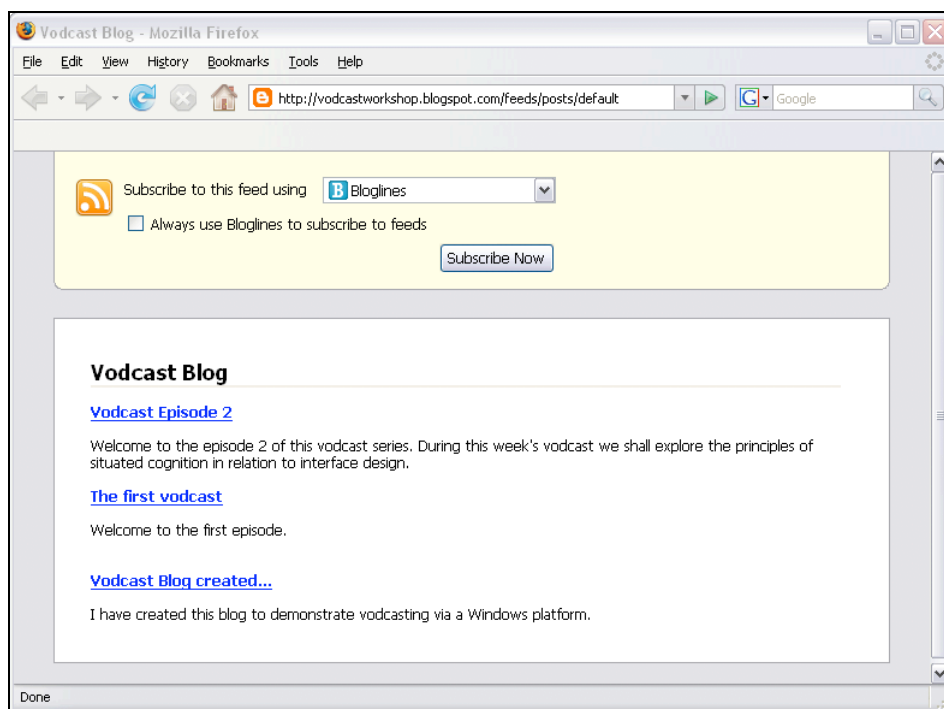 Vodcast Blog - Mozilla Firefox
File Edit View History Bookmarks Tools Help
http://vodcastworkshop.blogspot.com/feeds/posts/default
G Google
Subscribe to this feed using B Bloglines
Always use Bloglines to subscribe to feeds
Subscribe Now
Vodcast Blog
Vodcast Episode 2
Welcome to the episode 2 of this vodcast series. During this week's vodcast we shall explore the principles of
situated cognition in relation to interface design.
The first vodcast
Welcome to the first episode.
Vodcast Blog created...
I have created this blog to demonstrate vodcasting via a Windows platform.
Done